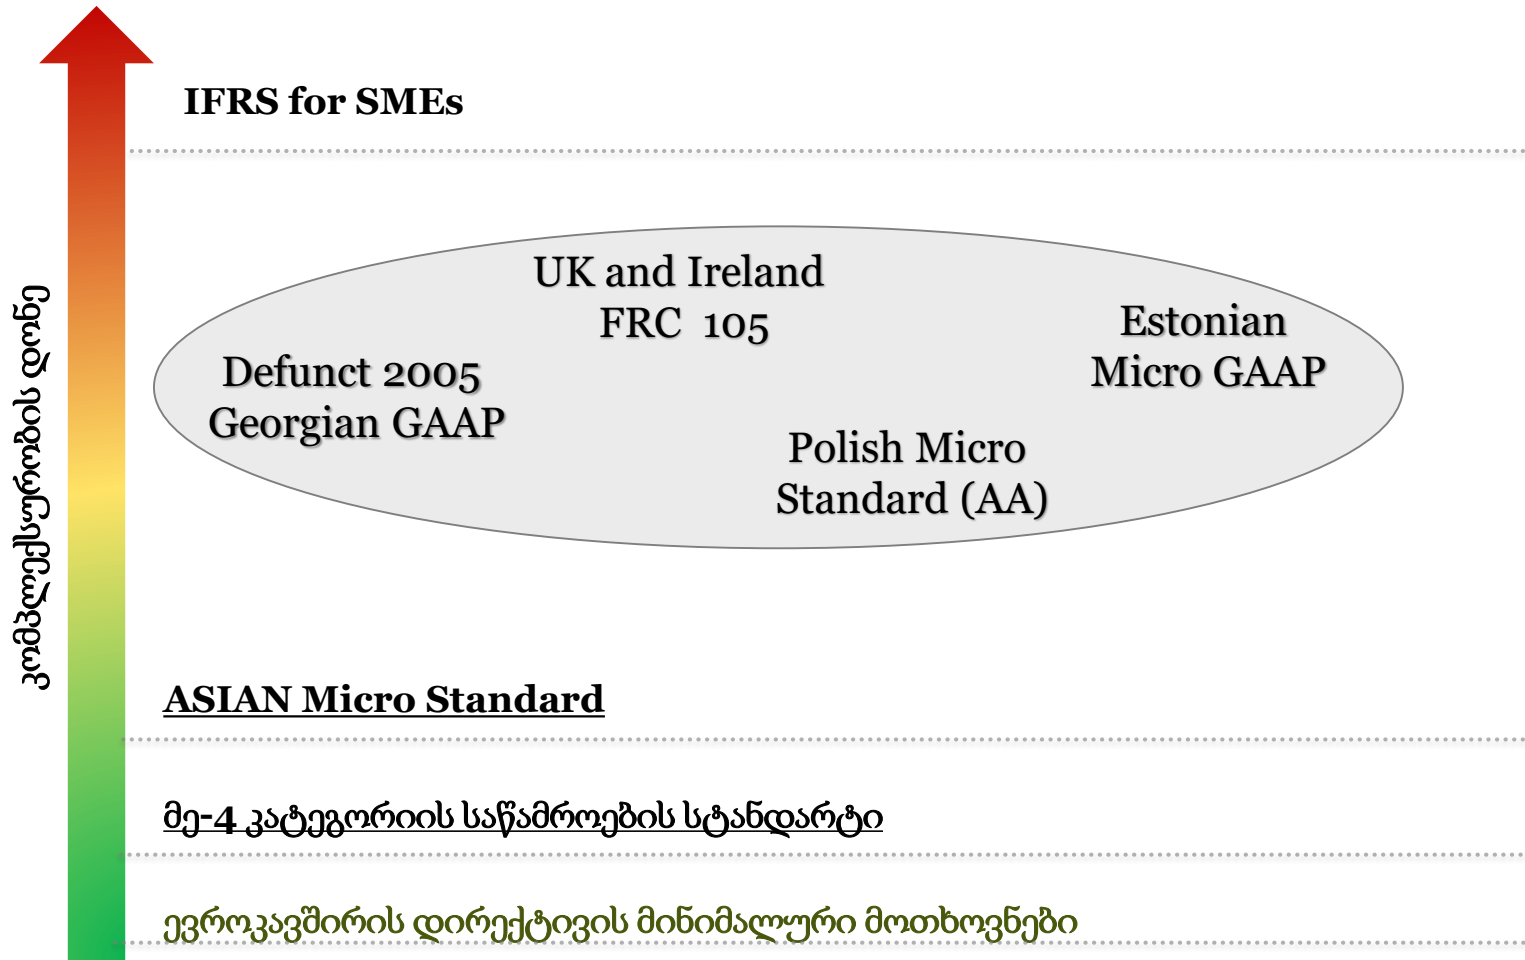 IFRS for SMEs
UK and Ireland
FRC 105
Estonian
Micro GAAP
Defunct 2005
Georgian GAAP
Polish Micro
Standard (AA)
კომპლექსურობის დონე
ASIAN Micro Standard
მე-4 კატეგორიის საწამროების სტანდარტი
ევროკავშირის დირექტივის მინიმალური მოთხოვნები